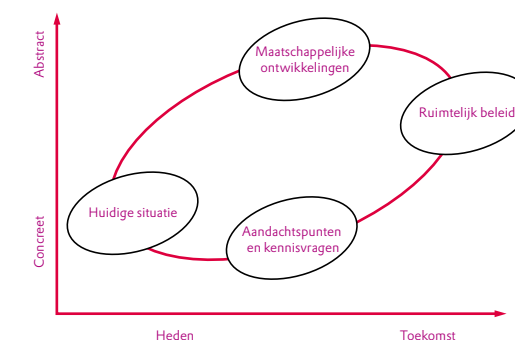 Abstract
Maatschappelijke
ontwikkelingen
Ruimtelijk beleid
Huidige situatie
Concreet
Aandachtspunten
en kennisvragen
Heden
Toekomst